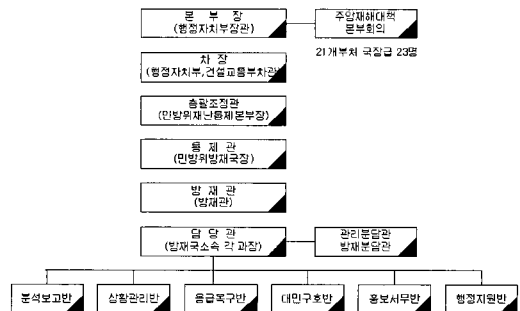 본 부 장
(행정자치부장관)
중앙재해대책
본부회의
21개부처 국장급 23명
차 장
(행정자치부,건설교통부차관)
총괄조정관
(민방위재난통제본부장)
통 제 관
(민방위방재국장)
방 재 관
(방재관)
담 당 관
(방재국소속 각 과장)
관리분담관
방재분담관
분석보고반
상황관리반
응급복구반
대민구호반
홍보서무반
행정지원반